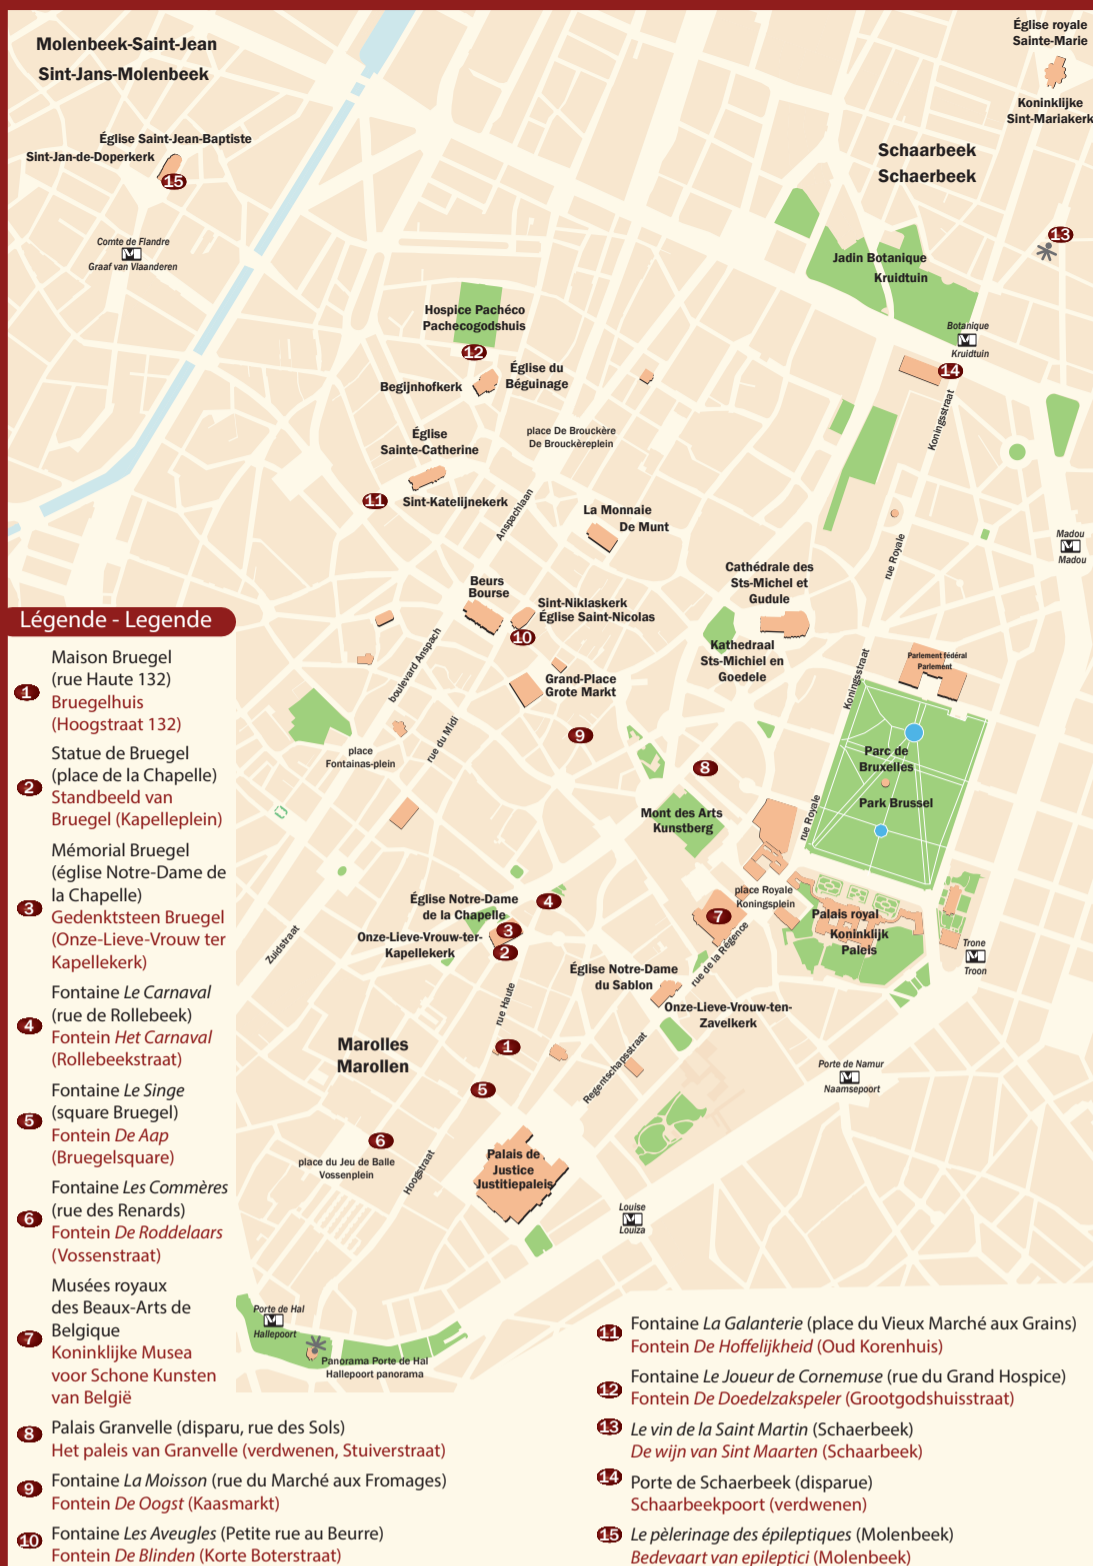 Molenbeek-Saint-Jean
Sint-Jans-Molenbeek
Église royale
Sainte-Marie
Koninklijke
Sint-Mariakerk
Église Saint-Jean-Baptiste
Sint-Jan-de-Doperkerk
15
Schaarbeek
Schaerbeek
Comte de Flandre
M
Graaf van Vlaanderen
13
Jadin Botanique
Kruidtuin
Hospice Pachéco
Pachecogodshuis
12
Botanique
M
Kruidtuin
Église du
Béguinage
Begijnhofkerk
14
Koningsstraat
place De Brouckère
De Brouckèreplein
Église
Sainte-Catherine
11
Sint-Katelijnekerk
Anspachlaan
La Monnaie
De Munt
rue Royale
Madou
M
Madou
Cathédrale des
Sts-Michel et
Gudule
Kathedraal
Sts-Michiel en
Goedele
Beurs
Bourse
Sint-Niklaskerk
Église Saint-Nicolas
10
boulevard Anspach
Grand-Place
Grote Markt
Koningsstraat
Parlement fédéral
Parlement
rue du Midi
9
place
Fontainas-plein
8
Parc de
Bruxelles
Park Brussel
Mont des Arts
Kunstberg
rue Royale
place Royale
Koningsplein
Église Notre-Dame
de la Chapelle
4
3
Onze-Lieve-Vrouw-ter-
Kapellekerk
2
7
Palais royal
Koninklijk
Paleis
Zuidstraat
rue de la Régence
Trone
M
Troon
Église Notre-Dame
du Sablon
Onze-Lieve-Vrouw-ten-
Zavelkerk
rue Haute
Marolles
Marollen
1
Regentschapsstraat
Porte de Namur
M
Naamsepoort
5
6
place du Jeu de Balle
Vossenplein
Hoogstraat
Palais de
Justice
Justitiepaleis
Louise
M
Louiza
Porte de Hal
M
Hallepoort
Panorama Porte de Hal
Hallepoort panorama
Légende - Legende
1
Maison Bruegel
(rue Haute 132)
Bruegelhuis
(Hoogstraat 132)
2
Statue de Bruegel
(place de la Chapelle)
Standbeeld van
Bruegel (Kapelleplein)
3
Mémorial Bruegel
(église Notre-Dame de
la Chapelle)
Gedenktsteen Bruegel
(Onze-Lieve-Vrouw ter
Kapellekerk)
4
Fontaine Le Carnaval
(rue de Rollebeek)
Fontein Het Carnaval
(Rollebeekstraat)
5
Fontaine Le Singe
(square Bruegel)
Fontein De Aap
(Bruegelsquare)
6
Fontaine Les Commères
(rue des Renards)
Fontein De Roddelaars
(Vossenstraat)
7
Musées royaux
des Beaux-Arts de
Belgique
Koninklijke Musea
voor Schone Kunsten
van België
8
Palais Granvelle (disparu, rue des Sols)
Het paleis van Granvelle (verdwenen, Stuiverstraat)
9
Fontaine La Moisson (rue du Marché aux Fromages)
Fontein De Oogst (Kaasmarkt)
10
Fontaine Les Aveugles (Petite rue au Beurre)
Fontein De Blinden (Korte Boterstraat)
11
Fontaine La Galanterie (place du Vieux Marché aux Grains)
Fontein De Hoffelijkheid (Oud Korenhuis)
12
Fontaine Le Joueur de Cornemuse (rue du Grand Hospice)
Fontein De Doedelzakspeler (Grootgodshuisstraat)
13
Le vin de la Saint Martin (Schaerbeek)
De wijn van Sint Maarten (Schaarbeek)
14
Porte de Schaerbeek (disparue)
Schaarbeekpoort (verdwenen)
15
Le pèlerinage des épileptiques (Molenbeek)
Bedevaart van epileptici (Molenbeek)